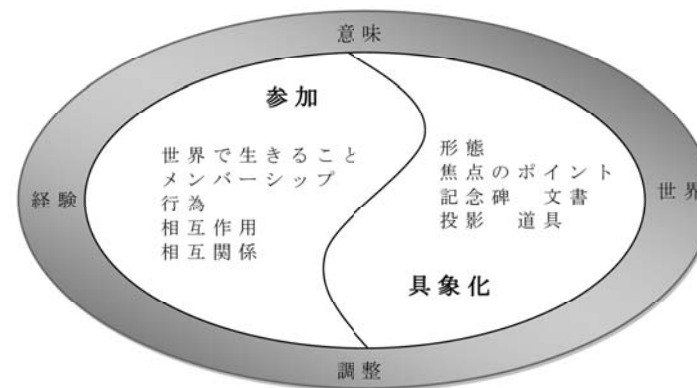 意味
参加
世界で生きること
メンバーシップ
行為
相互作用
相互関係
形態
焦点のポイント
記念碑 文書
投影 道具
具象化
経験
世界
調整